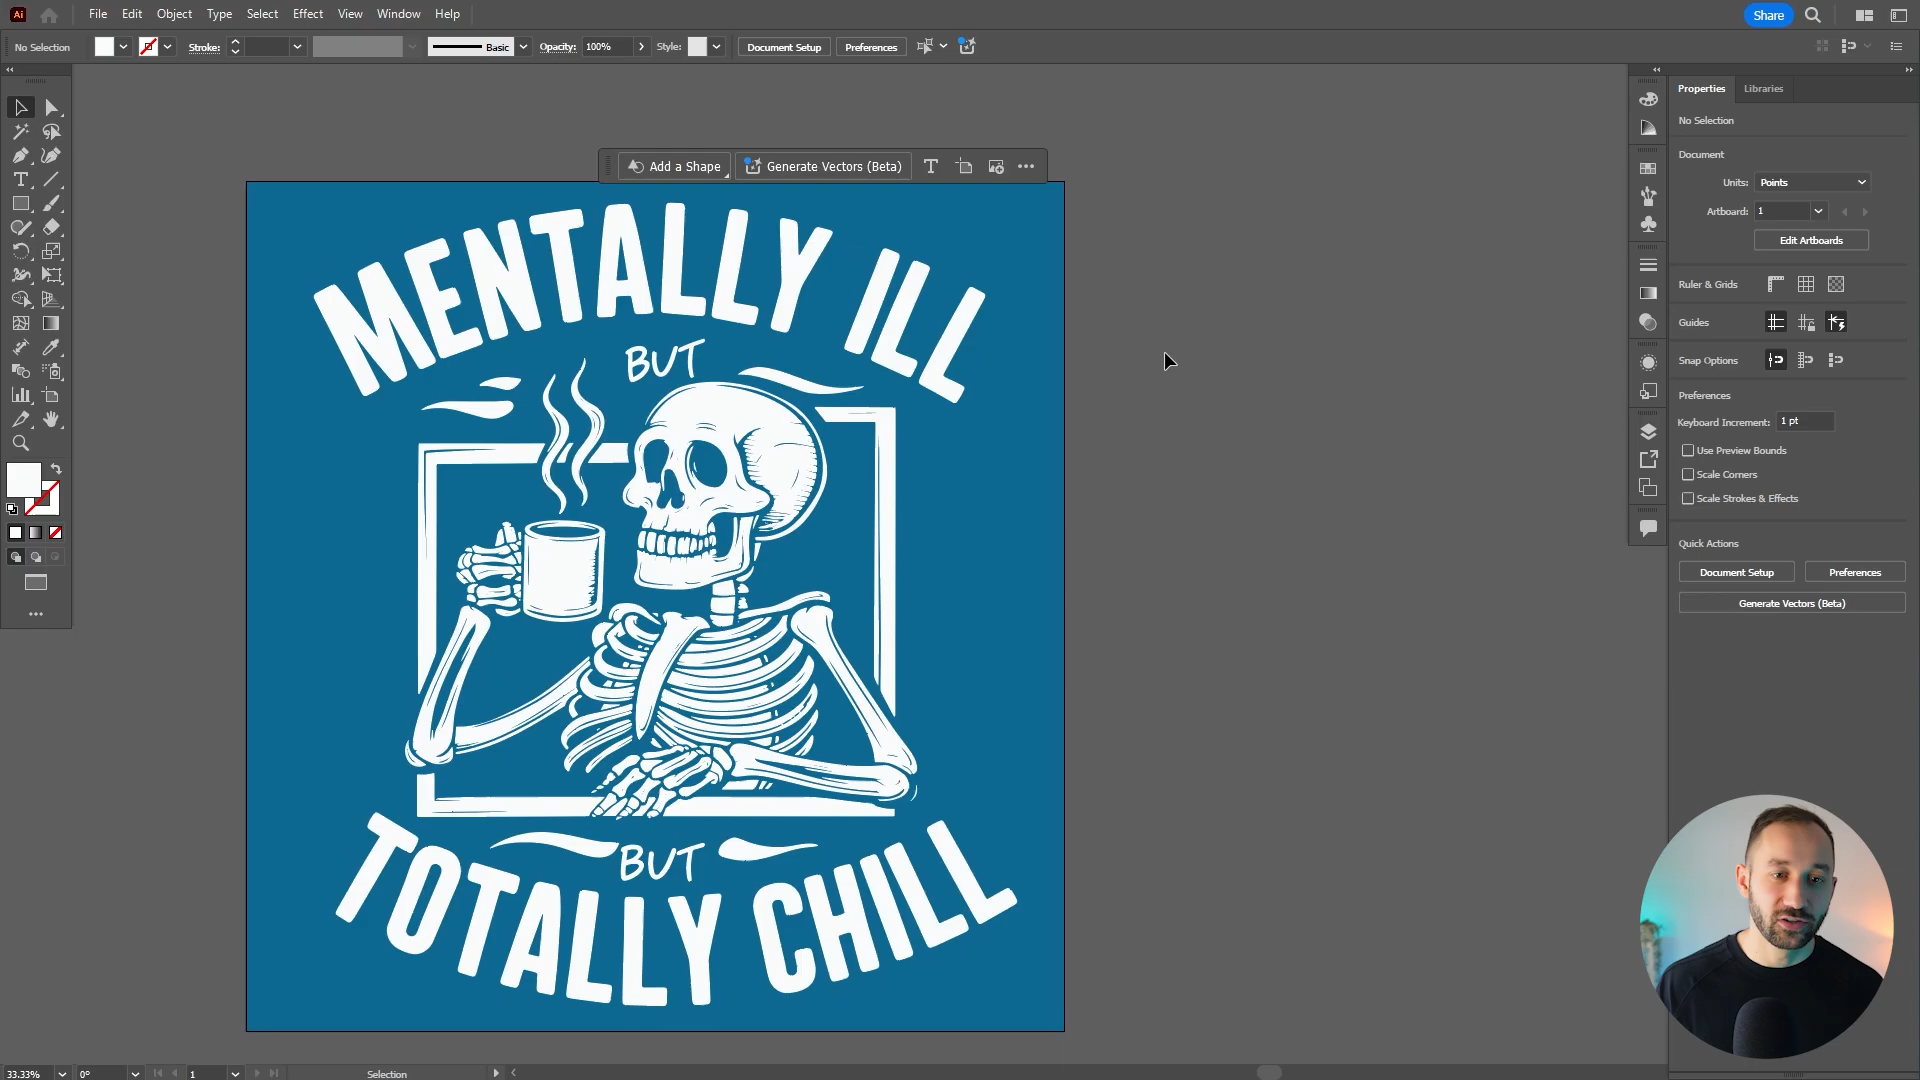 Ai File Edit Object Type Select Effect View Window Help Share
No Selection Stroke: Basic Opacity: 100% Style: Document Setup Preferences
Properties Libraries
No Selection
Document
Units: Points
Artboard: 1
Edit Artboards
Ruler & Grids
Guides
Snap Options
Preferences
Keyboard Increment: 1 pt
Use Preview Bounds
Scale Corners
Scale Strokes & Effects
Quick Actions
Document Setup Preferences
Generate Vectors (Beta)
Add a Shape Generate Vectors (Beta)
MENTALLY ILL
BUT
BUT
TOTALLY CHILL
33.33% 0° 1 Selection